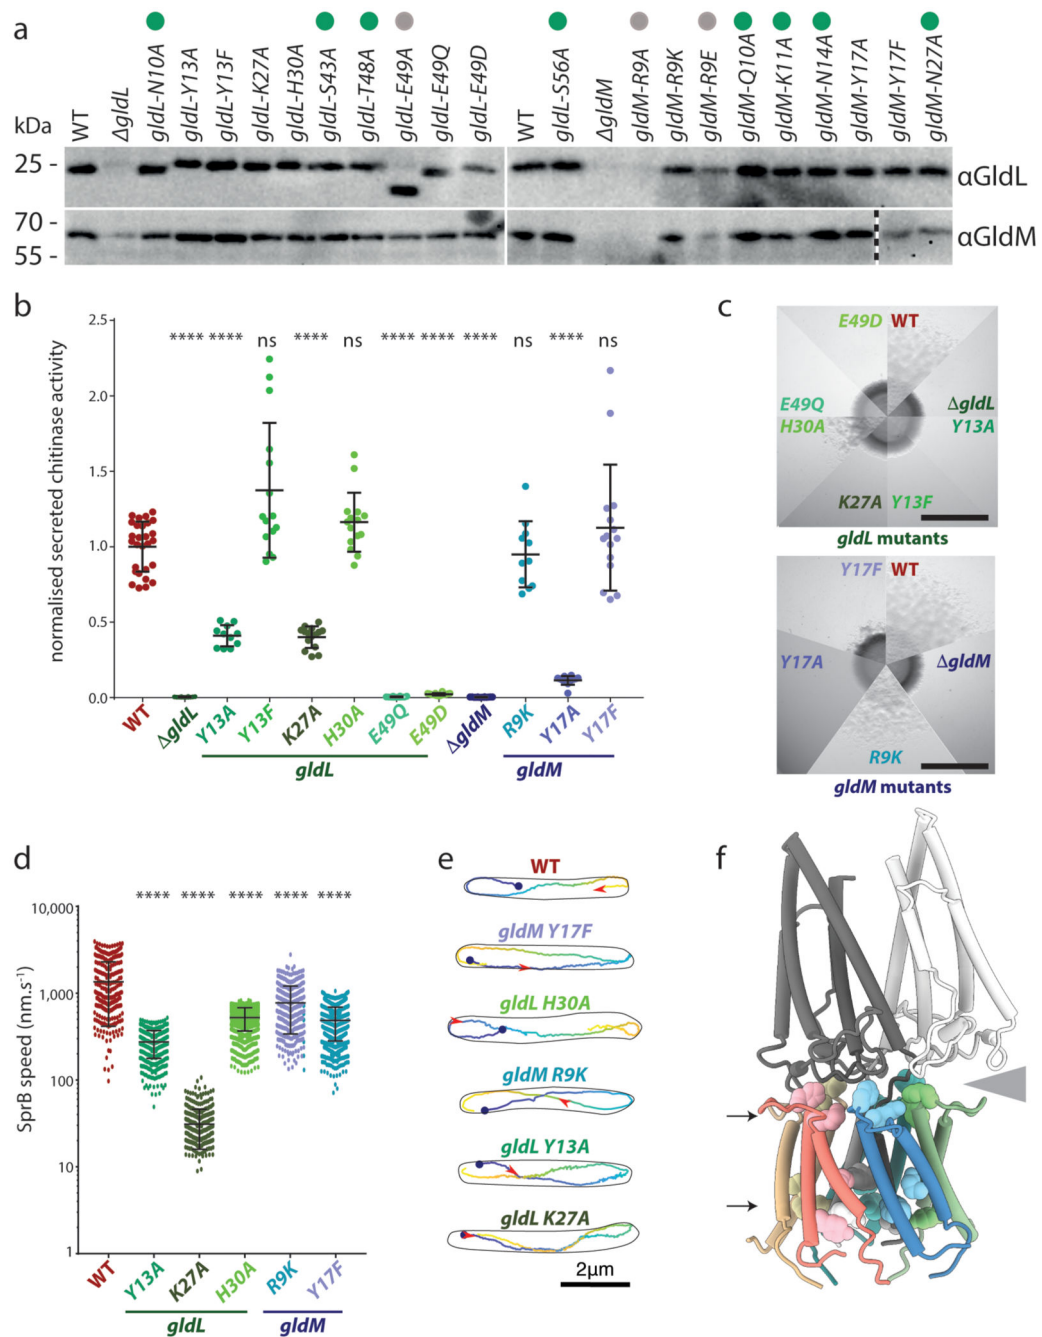 a
WT
ΔgldL
gldL-N10A
gldL-Y13A
gldL-Y13F
gldL-K27A
gldL-H30A
gldL-S43A
gldL-T48A
gldL-E49A
gldL-E49Q
gldL-E49D
WT
gldL-S56A
ΔgldM
gldM-R9A
gldM-R9K
gldM-R9E
gldM-Q10A
gldM-K11A
gldM-N14A
gldM-Y17A
gldM-Y17F
gldM-N27A
kDa
25 -
αGldL
70 -
55 -
αGldM
b
normalised secreted chitinase activity
2.5
2.0
1.5
1.0
0.5
0.0
**** **** ns **** ns **** **** **** ns **** ns
WT ΔgldL Y13A Y13F K27A H30A E49Q E49D ΔgldM R9K Y17A Y17F
gldL gldM
c
E49D WT
E49Q ΔgldL
H30A Y13A
K27A Y13F
gldL mutants
Y17F WT
Y17A ΔgldM
R9K
gldM mutants
d
SprB speed (nm.s⁻¹)
10,000
1,000
100
10
1
**** **** **** **** ****
WT Y13A K27A H30A R9K Y17F
gldL gldM
e
WT
gldM Y17F
gldL H30A
gldM R9K
gldL Y13A
gldL K27A
2μm
f